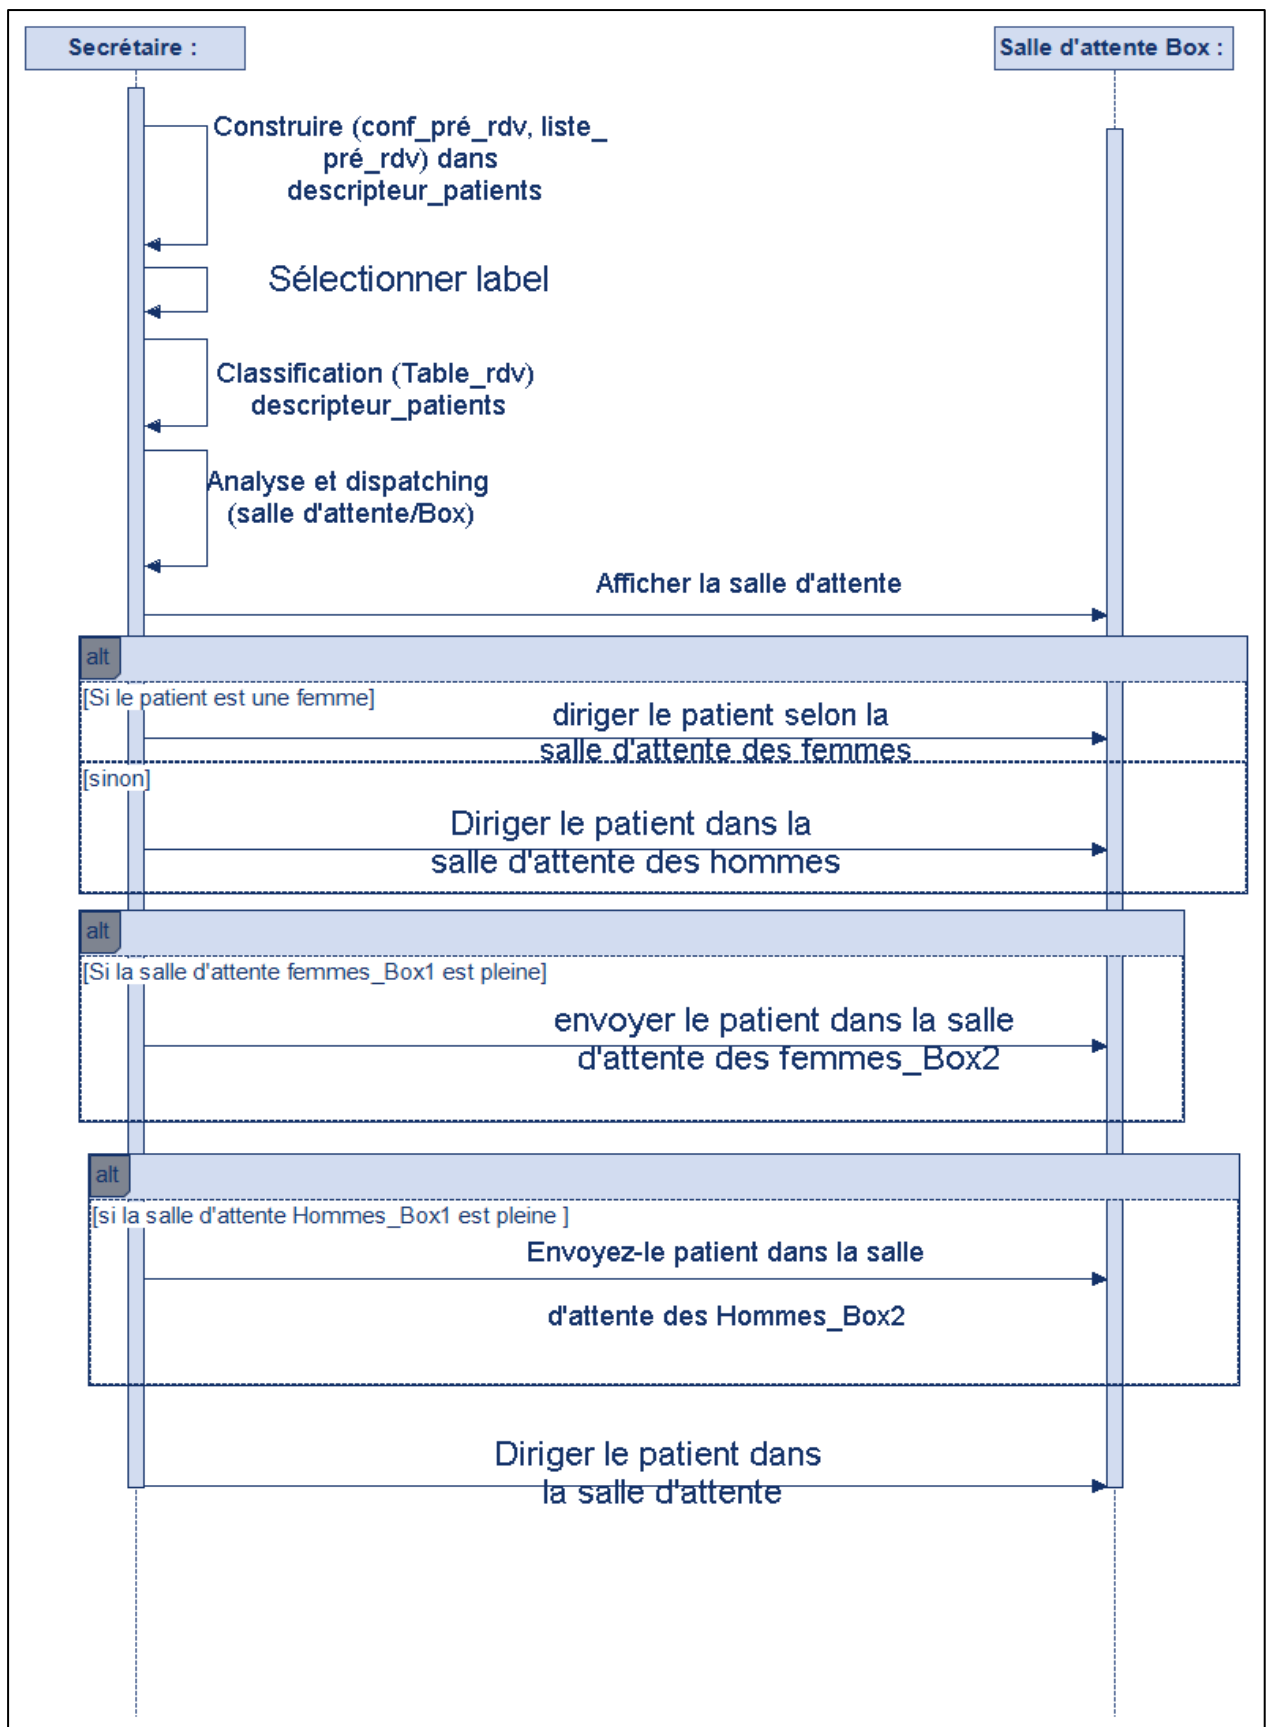 Secrétaire :
Salle d'attente Box :
Construire (conf_pré_rdv, liste_
pré_rdv) dans
descripteur_patients
Sélectionner label
Classification (Table_rdv)
descripteur_patients
Analyse et dispatching
(salle d'attente/Box)
Afficher la salle d'attente
alt
[Si le patient est une femme]
diriger le patient selon la
salle d'attente des femmes
[sinon]
Diriger le patient dans la
salle d'attente des hommes
alt
[Si la salle d'attente femmes_Box1 est pleine]
envoyer le patient dans la salle
d'attente des femmes_Box2
alt
[si la salle d'attente Hommes_Box1 est pleine ]
Envoyez-le patient dans la salle
d'attente des Hommes_Box2
Diriger le patient dans
la salle d'attente